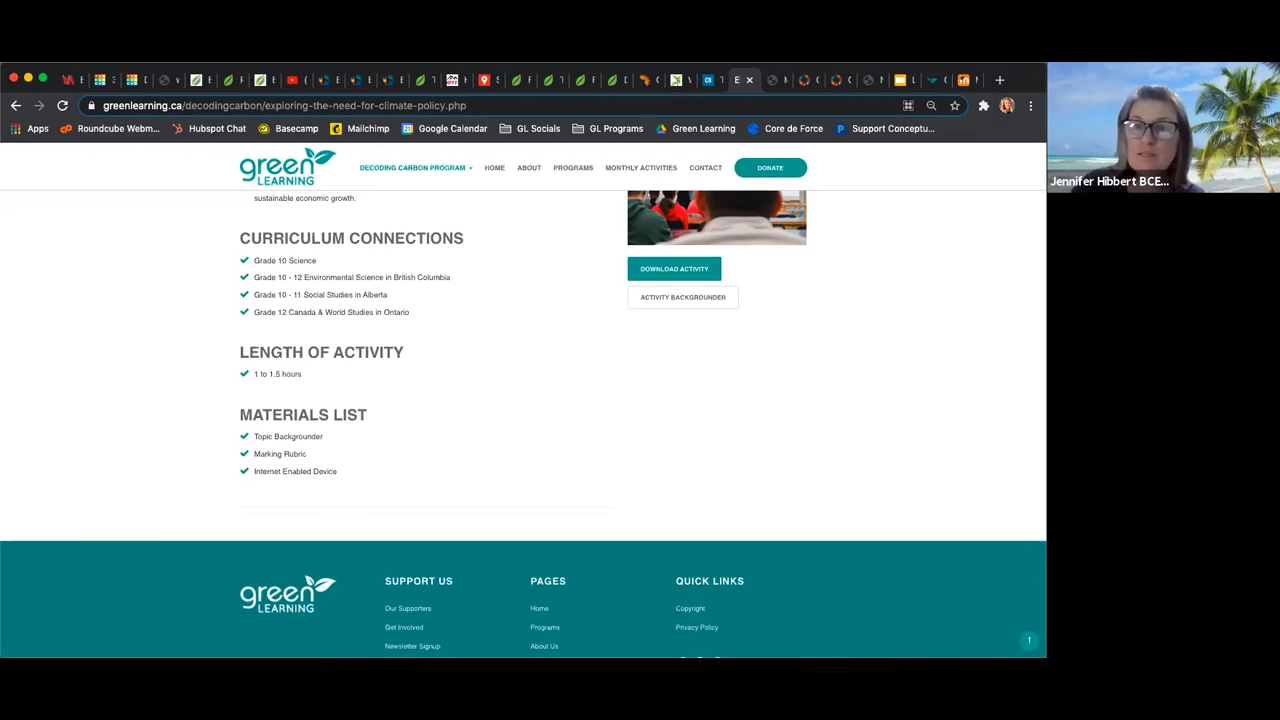 greenlearning.ca/decodingcarbon/exploring-the-need-for-climate-policy.php
Apps Roundcube Webm... Hubspot Chat Basecamp Mailchimp Google Calendar GL Socials GL Programs Green Learning Core de Force Support Conceptu...
green LEARNING
DECODING CARBON PROGRAM HOME ABOUT PROGRAMS MONTHLY ACTIVITIES CONTACT DONATE
Jennifer Hibbert BCE...
sustainable economic growth.
CURRICULUM CONNECTIONS
Grade 10 Science
Grade 10 - 12 Environmental Science in British Columbia
Grade 10 - 11 Social Studies in Alberta
Grade 12 Canada & World Studies in Ontario
DOWNLOAD ACTIVITY
ACTIVITY BACKGROUNDER
LENGTH OF ACTIVITY
1 to 1.5 hours
MATERIALS LIST
Topic Backgrounder
Marking Rubric
Internet Enabled Device
green LEARNING
SUPPORT US
Our Supporters
Get Involved
Newsletter Signup
PAGES
Home
Programs
About Us
QUICK LINKS
Copyright
Privacy Policy